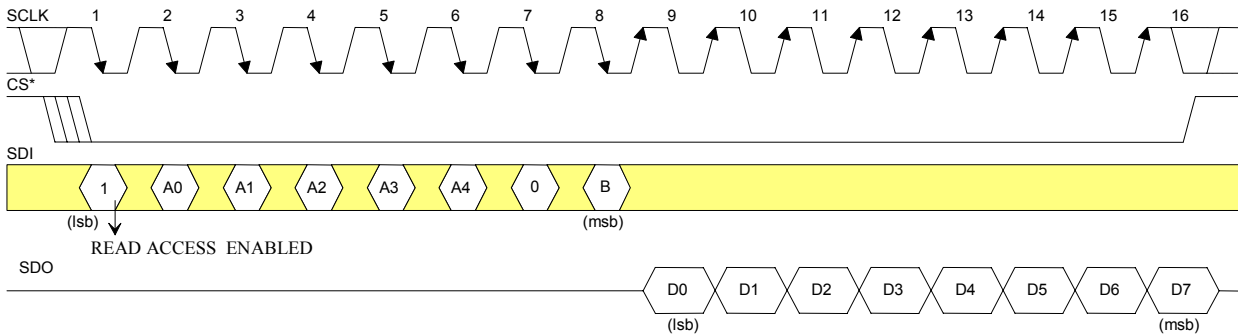 SCLK 1 2 3 4 5 6 7 8 9 10 11 12 13 14 15 16
CS*
SDI
1 A0 A1 A2 A3 A4 0 B
(lsb) (msb)
READ ACCESS ENABLED
SDO
D0 D1 D2 D3 D4 D5 D6 D7
(lsb) (msb)